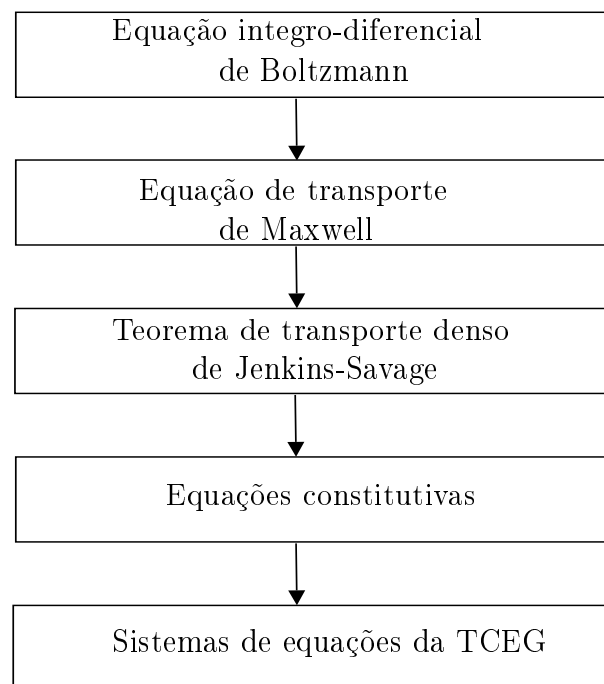 Equação integro-diferencial
de Boltzmann
Equação de transporte
de Maxwell
Teorema de transporte denso
de Jenkins-Savage
Equações constitutivas
Sistemas de equações da TCEG